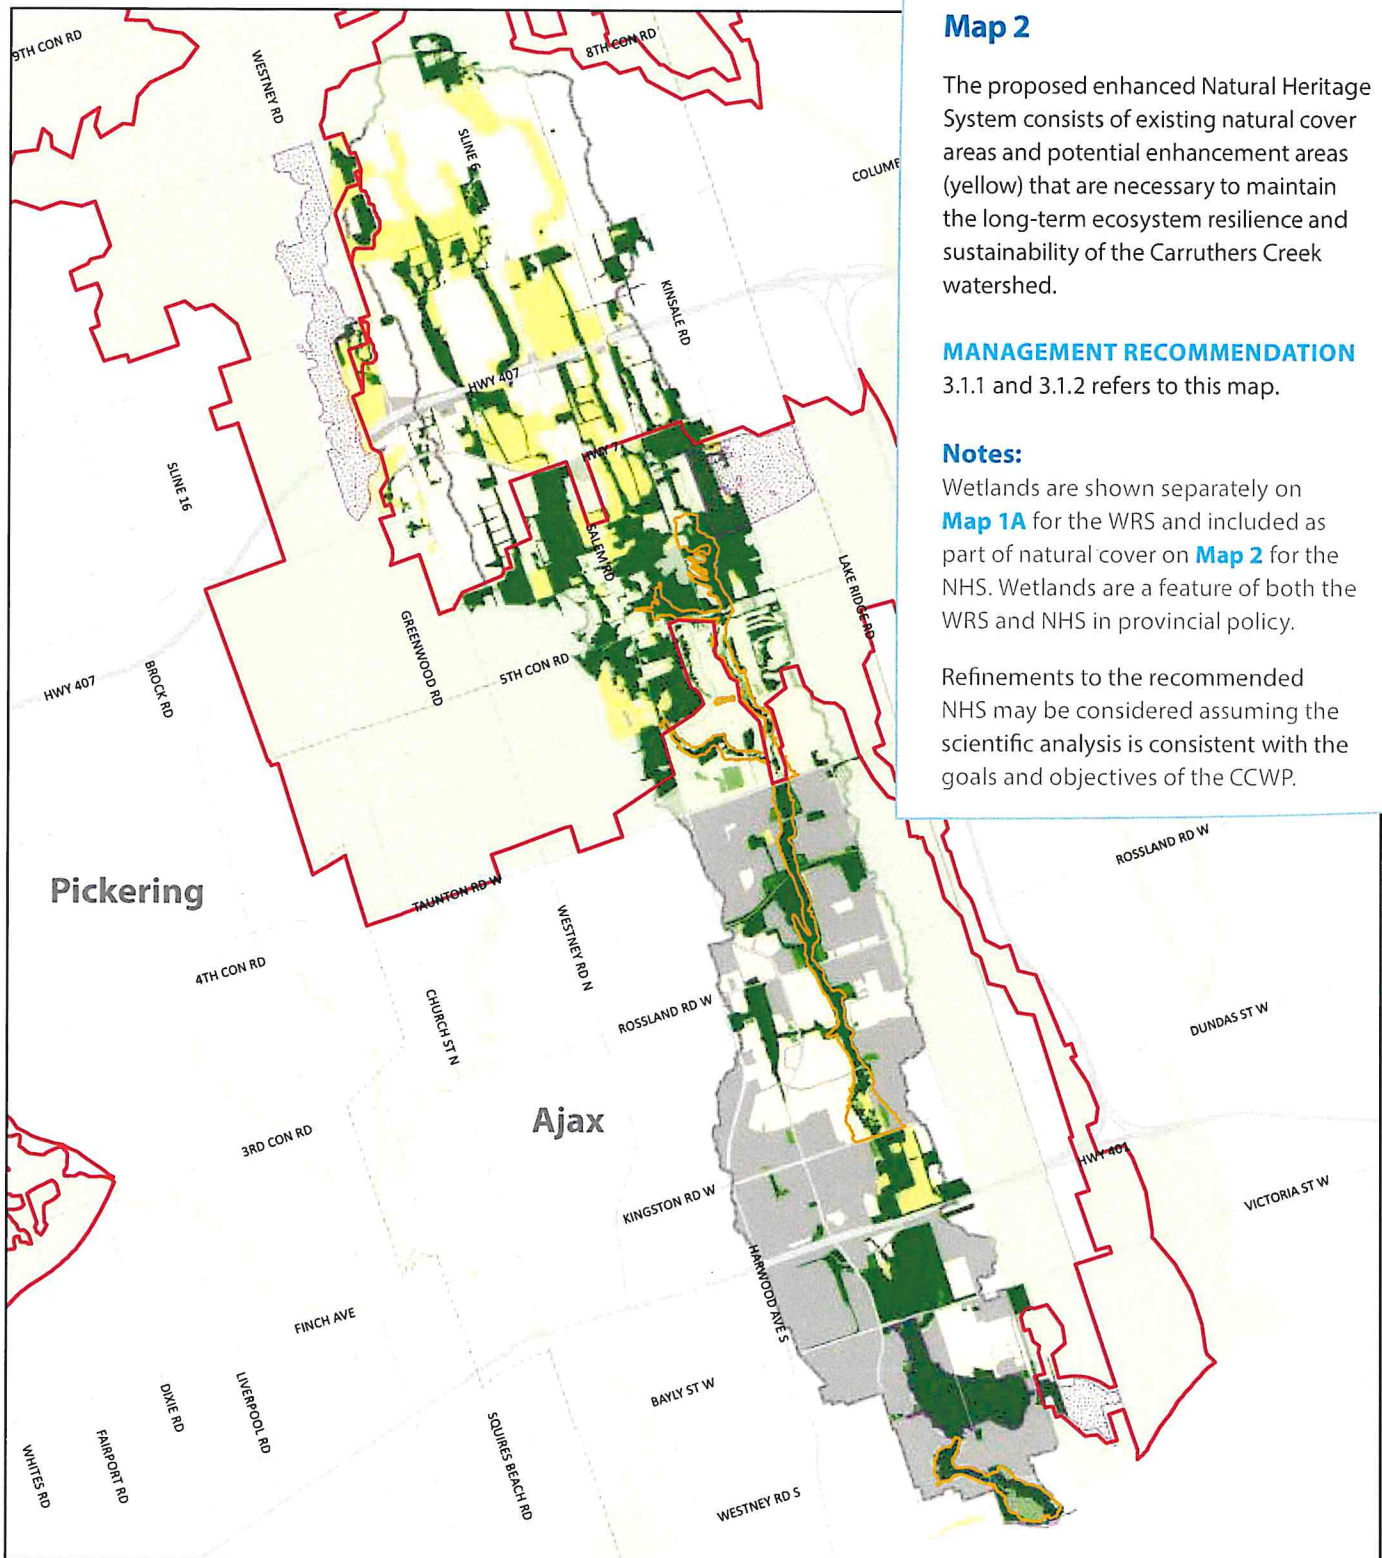 Map 2
The proposed enhanced Natural Heritage
System consists of existing natural cover
areas and potential enhancement areas
(yellow) that are necessary to maintain
the long-term ecosystem resilience and
sustainability of the Carruthers Creek
watershed.
MANAGEMENT RECOMMENDATION
3.1.1 and 3.1.2 refers to this map.
Notes:
Wetlands are shown separately on
Map 1A for the WRS and included as
part of natural cover on Map 2 for the
NHS. Wetlands are a feature of both the
WRS and NHS in provincial policy.
Refinements to the recommended
NHS may be considered assuming the
scientific analysis is consistent with the
goals and objectives of the CCWP.
9TH CON RD
8TH CON RD
WESTNEY RD
SLINE 6
COLUMB
KINSALE RD
HWY 407
HWY 7
SLINE 16
SALEM RD
LAKE RIDGE RD
GREENWOOD RD
5TH CON RD
HWY 407
BROCK RD
ROSSLAND RD W
Pickering
TAUNTON RD W
WESTNEY RD N
4TH CON RD
CHURCH ST N
ROSSLAND RD W
DUNDAS ST W
Ajax
3RD CON RD
HWY 401
KINGSTON RD W
VICTORIA ST W
HARWOOD AVE S
FINCH AVE
BAYLY ST W
DIXIE RD
LIVERPOOL RD
SQUIRES BEACH RD
WHITES RD
FAIRPORT RD
WESTNEY RD S